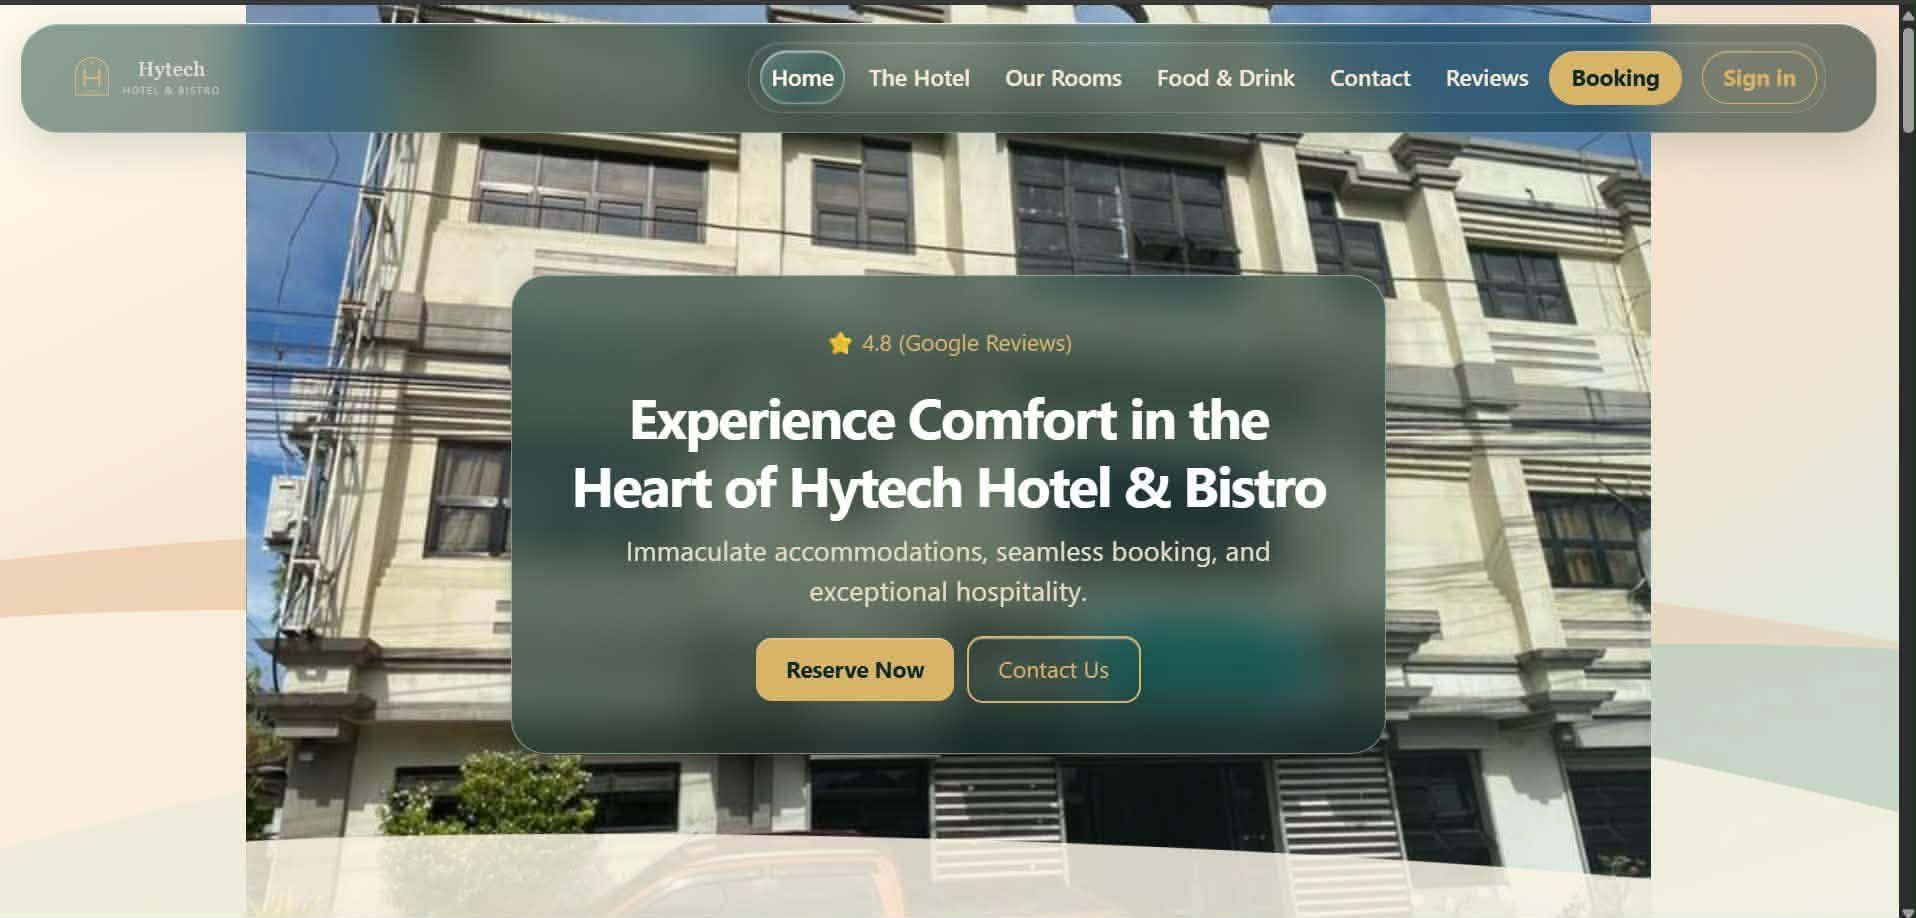 Hytech
HOTEL & BISTRO
Home The Hotel Our Rooms Food & Drink Contact Reviews Booking Sign in
4.8 (Google Reviews)
Experience Comfort in the
Heart of Hytech Hotel & Bistro
Immaculate accommodations, seamless booking, and
exceptional hospitality.
Reserve Now Contact Us